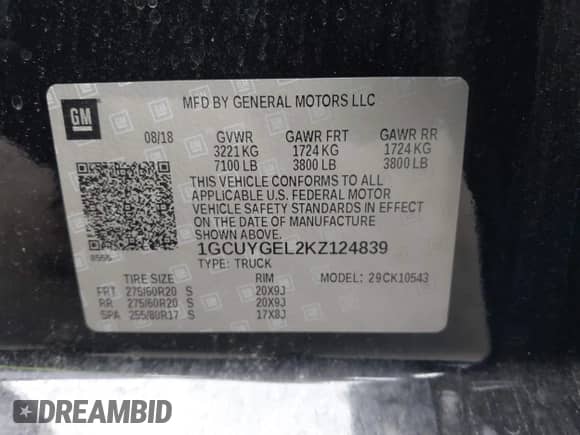 GM
MFD BY GENERAL MOTORS LLC
08/18 GVWR GAWR FRT GAWR RR
3221 KG 1724 KG 1724 KG
7100 LB 3800 LB 3800 LB
THIS VEHICLE CONFORMS TO ALL
APPLICABLE U.S. FEDERAL MOTOR
VEHICLE SAFETY STANDARDS IN EFFECT
ON THE DATE OF MANUFACTURE
SHOWN ABOVE.
1GCUYGEL2KZ124839
TYPE: TRUCK MODEL: 29CK10543
TIRE SIZE RIM
FRT 275/60R20 S 20X9J
RR 275/60R20 S 20X9J
SPA 255/80R17 S 17X8J
DREAMBID